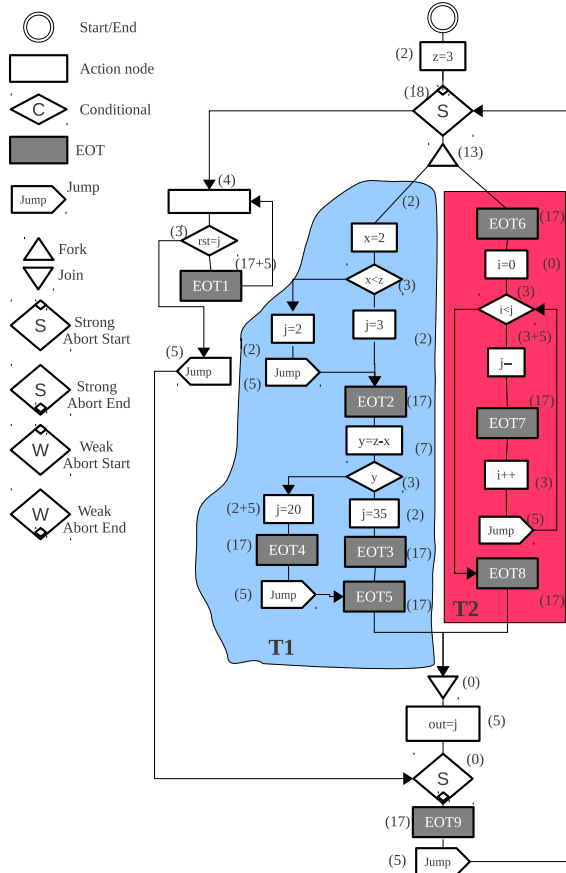 Start/End
Action node
C
Conditional
EOT
Jump
Jump
Fork
Join
S
Strong
Abort Start
S
Strong
Abort End
W
Weak
Abort Start
W
Weak
Abort End
(2)
z=3
(18)
S
(13)
(4)
(3)
rst=j
(17+5)
EOT1
(5)
Jump
(2)
x=2
x<z
(3)
j=2
j=3
(2)
(2)
(5)
Jump
EOT2
(17)
y=z-x
(7)
y
(3)
(2+5)
j=20
j=35
(2)
(17)
EOT4
EOT3
(17)
(5)
Jump
EOT5
(17)
T1
EOT6
(17)
i=0
(0)
(3)
i<j
(3+5)
j--
(17)
EOT7
i++
(3)
(5)
Jump
EOT8
(17)
T2
(0)
out=j
(5)
(0)
S
(17)
EOT9
(5)
Jump